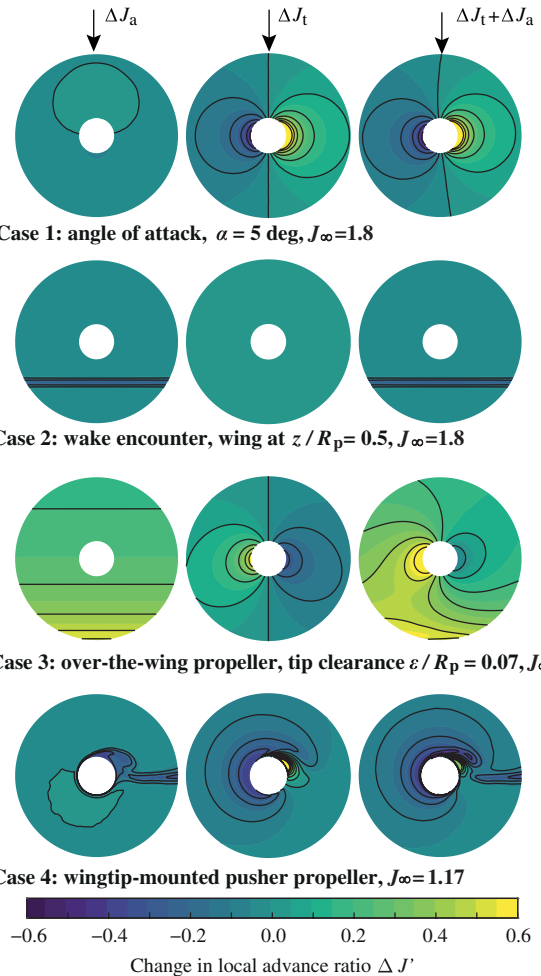 ΔJa ΔJt ΔJt+ΔJa
Case 1: angle of attack, α = 5 deg, J∞=1.8
Case 2: wake encounter, wing at z/Rp= 0.5, J∞=1.8
Case 3: over-the-wing propeller, tip clearance ε/Rp = 0.07, J∞
Case 4: wingtip-mounted pusher propeller, J∞=1.17
−0.6 −0.4 −0.2 0.0 0.2 0.4 0.6
Change in local advance ratio Δ J'